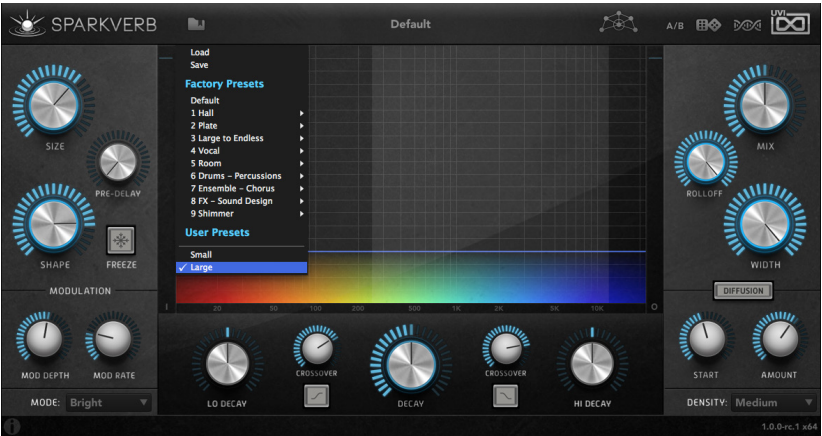 SPARKVERB
Default
A/B
UVI
Load
Save
Factory Presets
Default
1 Hall
2 Plate
3 Large to Endless
4 Vocal
5 Room
6 Drums – Percussions
7 Ensemble – Chorus
8 FX – Sound Design
9 Shimmer
User Presets
Small
✓ Large
SIZE
PRE-DELAY
SHAPE
FREEZE
MODULATION
MOD DEPTH
MOD RATE
MODE: Bright
I 20 50 100 200 500 1K 2K 5K 10K O
LO DECAY
CROSSOVER
DECAY
CROSSOVER
HI DECAY
MIX
ROLLOFF
WIDTH
DIFFUSION
START
AMOUNT
DENSITY: Medium
1.0.0-rc.1 x64